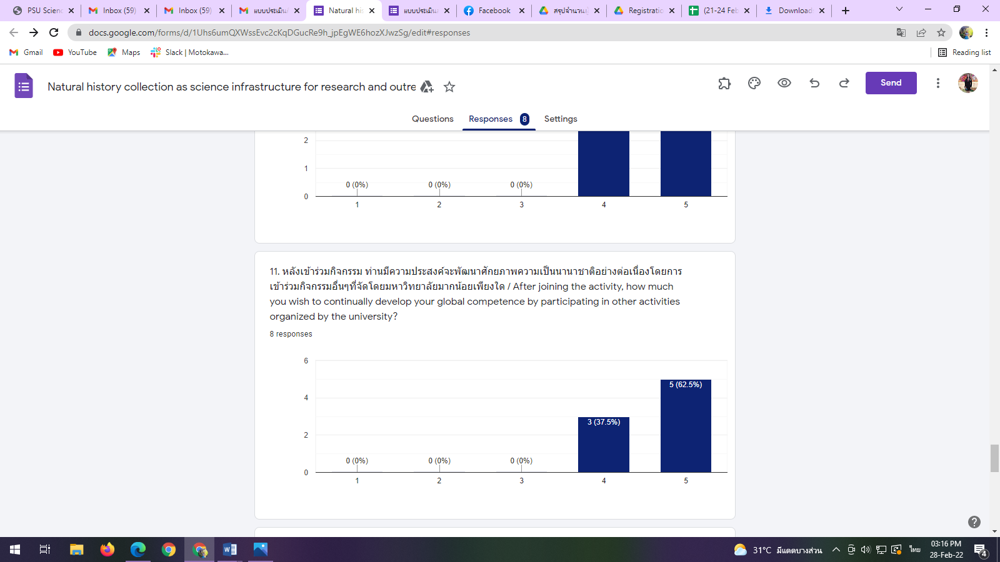 PSU Scienc
Inbox (59)
Inbox (59)
แบบประเมิน
Natural his
แบบประเมินผ
Facebook
สรุปจำนวนผู้
Registratio
(21-24 Feb
Download
docs.google.com/forms/d/1Uhs6umQXWssEvc2cKqDGucRe9h_jpEgWE6hozXJwzSg/edit#responses
Gmail
YouTube
Maps
Slack | Motokawa...
Reading list
Natural history collection as science infrastructure for research and outre
Send
Questions
Responses 8
Settings
2
1
0 (0%)
0 (0%)
0 (0%)
0
1
2
3
4
5
11. หลังเข้าร่วมกิจกรรม ท่านมีความประสงค์จะพัฒนาศักยภาพความเป็นนานาชาติอย่างต่อเนื่องโดยการ
เข้าร่วมกิจกรรมอื่นๆที่จัดโดยมหาวิทยาลัยมากน้อยเพียงใด / After joining the activity, how much
you wish to continually develop your global competence by participating in other activities
organized by the university?
8 responses
6
5 (62.5%)
4
3 (37.5%)
2
0 (0%)
0 (0%)
0 (0%)
0
1
2
3
4
5
31°C มีแดดบางส่วน
ไทย
03:16 PM
28-Feb-22
4